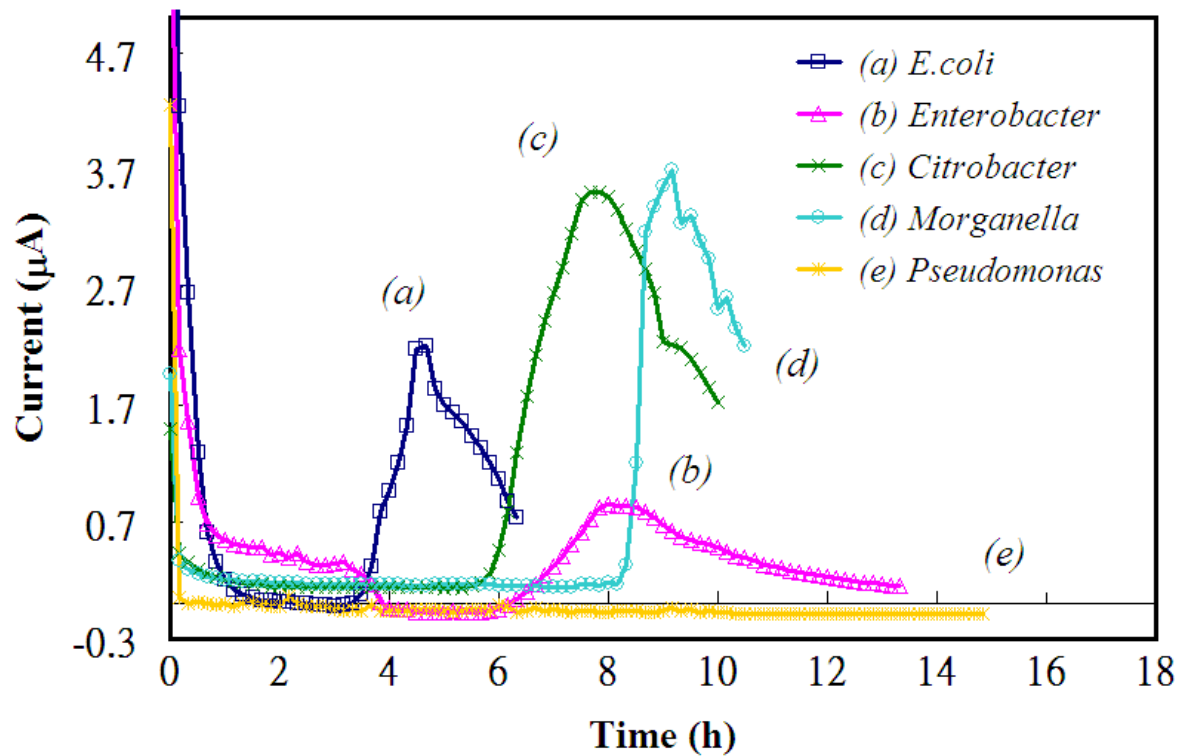 4.7
3.7
2.7
1.7
0.7
-0.3
Current (μA)
(a) E.coli
(b) Enterobacter
(c) Citrobacter
(d) Morganella
(e) Pseudomonas
(c)
(a)
(d)
(b)
(e)
0 2 4 6 8 10 12 14 16 18
Time (h)